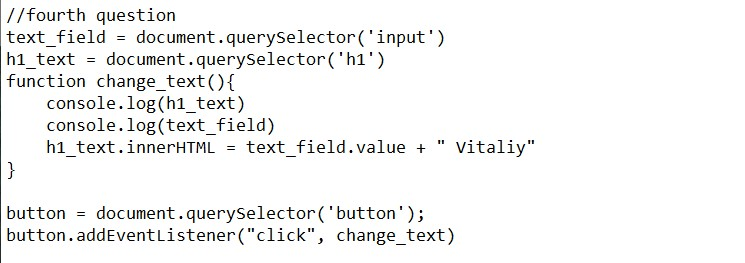 //fourth question
text_field = document.querySelector('input')
h1_text = document.querySelector('h1')
function change_text(){
    console.log(h1_text)
    console.log(text_field)
    h1_text.innerHTML = text_field.value + " Vitaliy"
}

button = document.querySelector('button');
button.addEventListener("click", change_text)